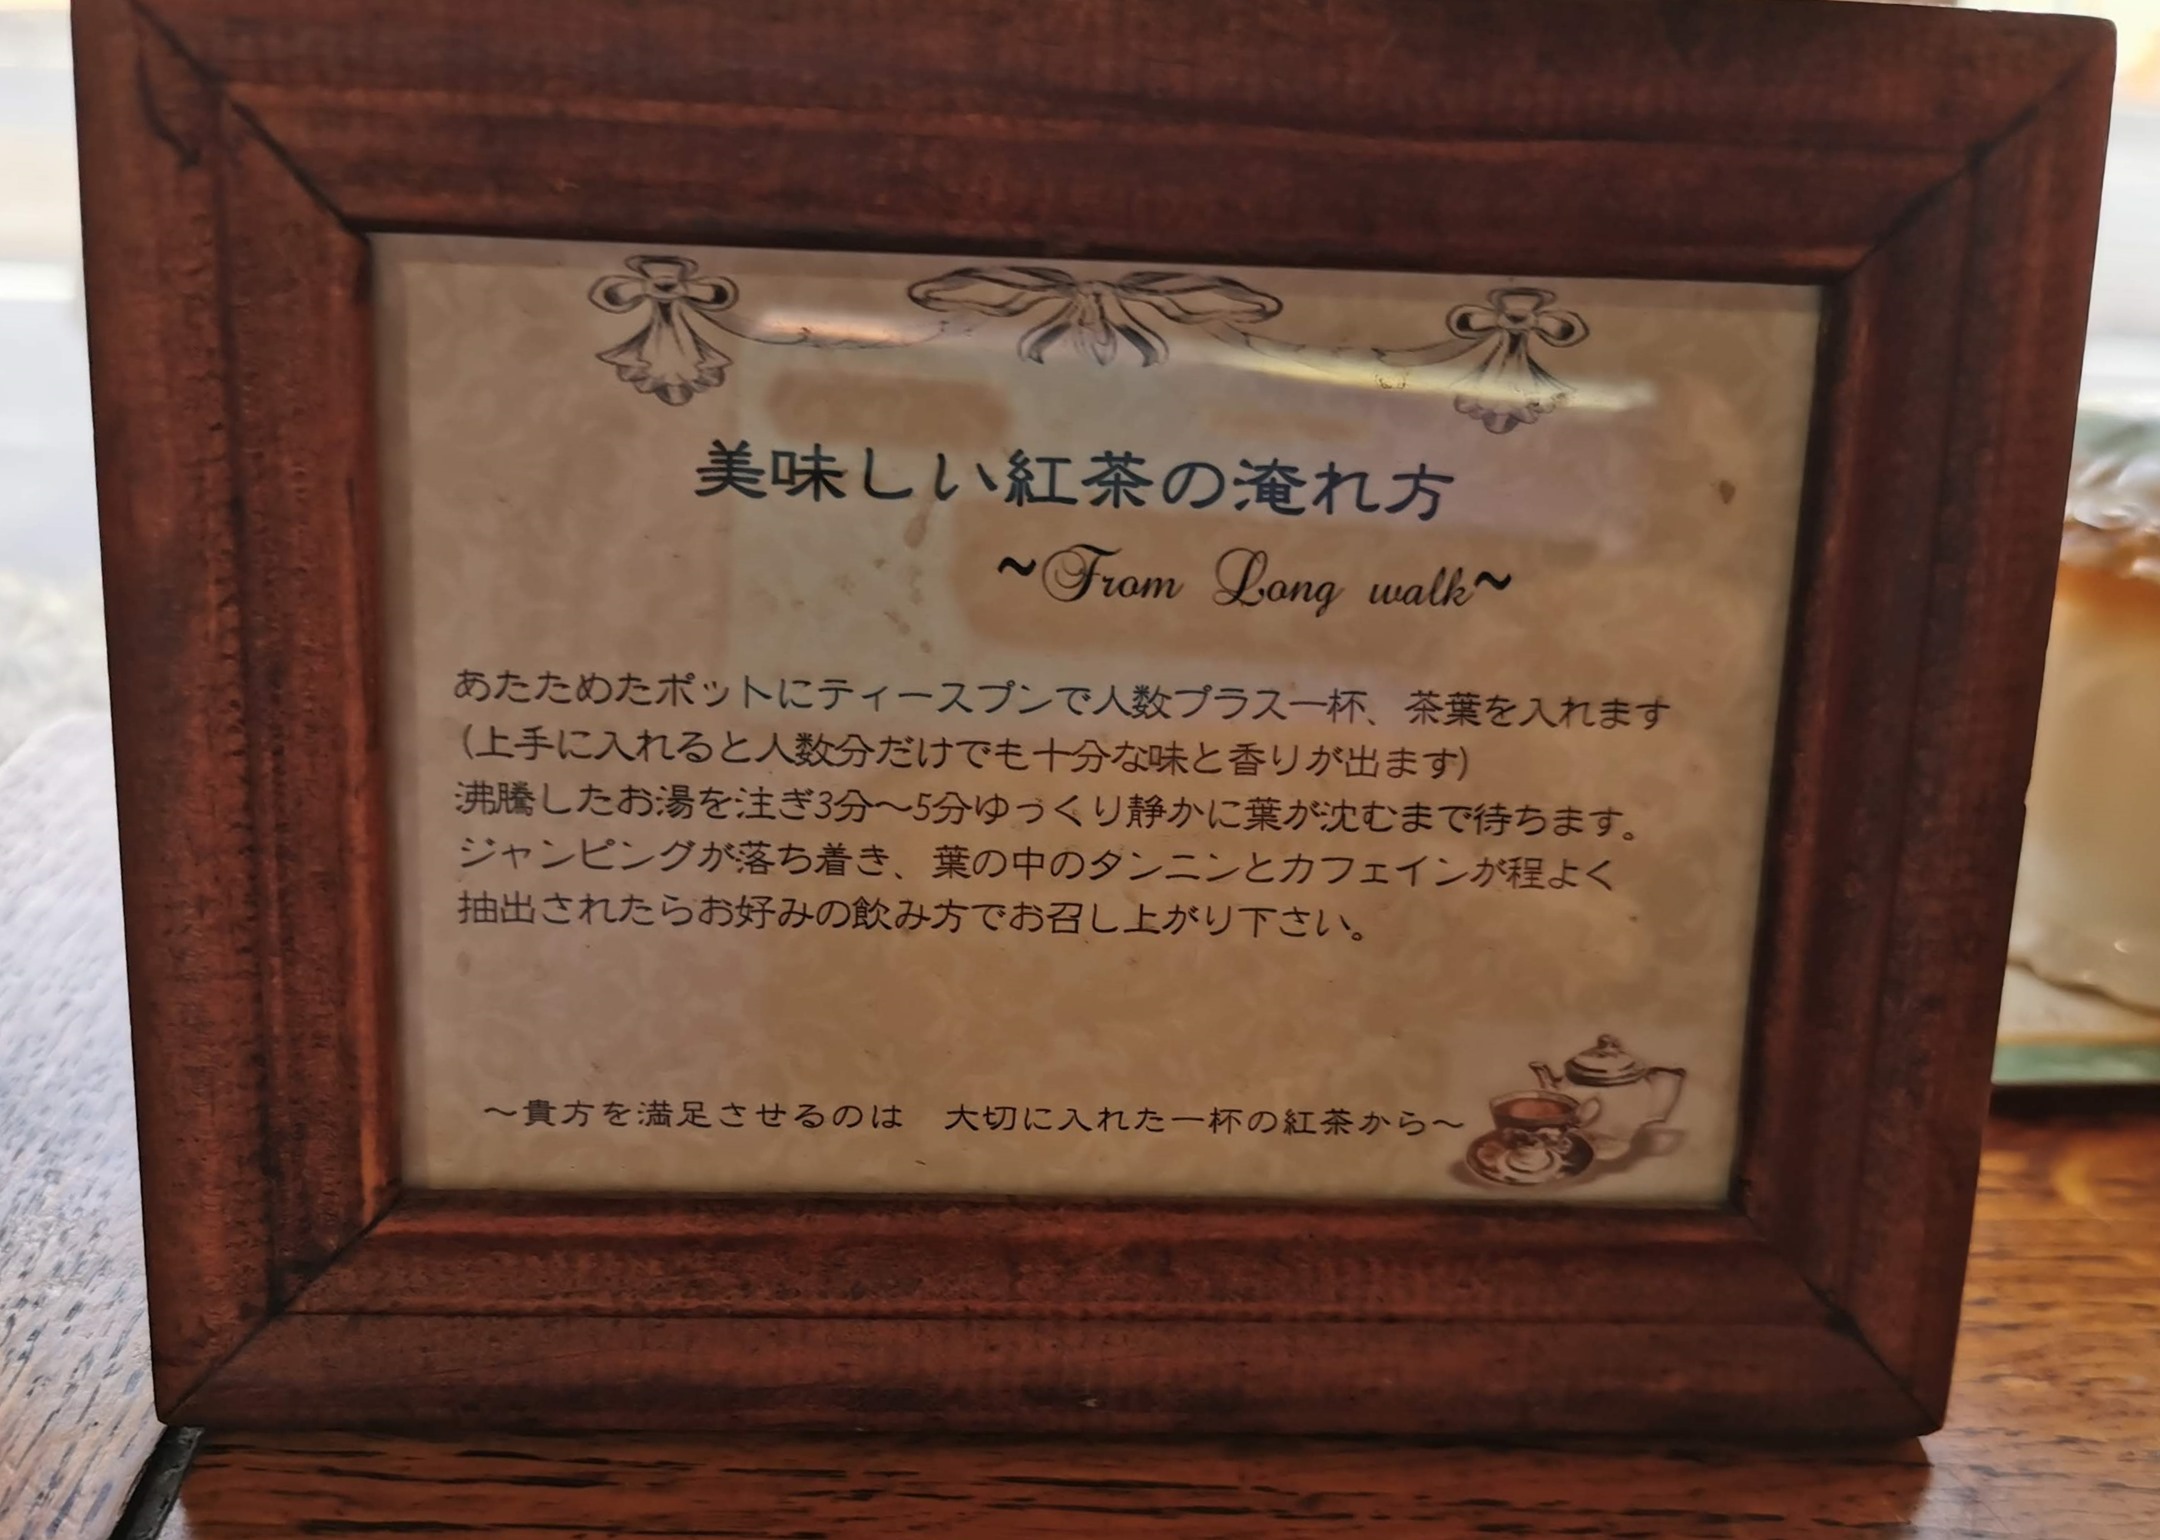 美味しい紅茶の淹れ方
~From Long walk~
あたためたポットにティースプンで人数プラス一杯、茶葉を入れます
(上手に入れると人数分だけでも十分な味と香りが出ます)
沸騰したお湯を注ぎ3分～5分ゆっくり静かに葉が沈むまで待ちます。
ジャンピングが落ち着き、葉の中のタンニンとカフェインが程よく
抽出されたらお好みの飲み方でお召し上がり下さい。
～貴方を満足させるのは　大切に入れた一杯の紅茶から～